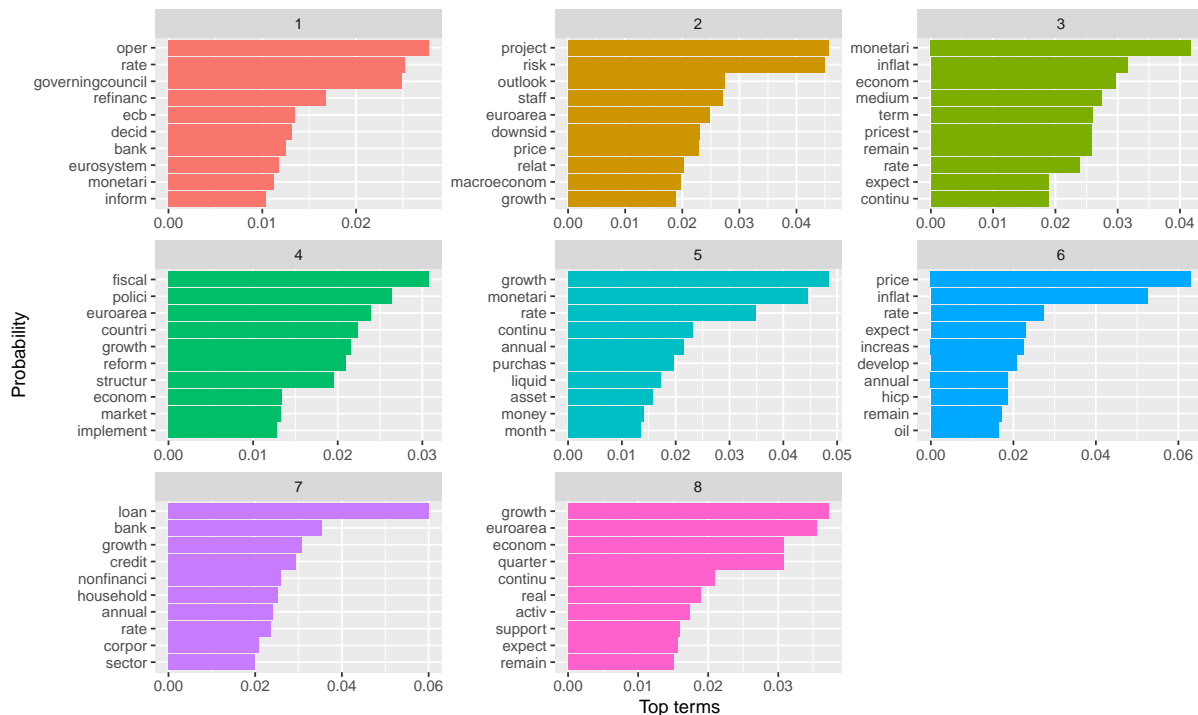 1
oper
rate
governingcouncil
refinanc
ecb
decid
bank
eurosystem
monetari
inform
0.00 0.01 0.02
2
project
risk
outlook
staff
euroarea
downsid
price
relat
macroeconom
growth
0.00 0.01 0.02 0.03 0.04
3
monetari
inflat
econom
medium
term
pricest
remain
rate
expect
continu
0.00 0.01 0.02 0.03 0.04
4
fiscal
polici
euroarea
countri
growth
reform
structur
econom
market
implement
0.00 0.01 0.02 0.03
5
growth
monetari
rate
continu
annual
purchas
liquid
asset
money
month
0.00 0.01 0.02 0.03 0.04 0.05
6
price
inflat
rate
expect
increas
develop
annual
hicp
remain
oil
0.00 0.02 0.04 0.06
7
loan
bank
growth
credit
nonfinanci
household
annual
rate
corpor
sector
0.00 0.02 0.04 0.06
8
growth
euroarea
econom
quarter
continu
real
activ
support
expect
remain
0.00 0.01 0.02 0.03
Probability
Top terms